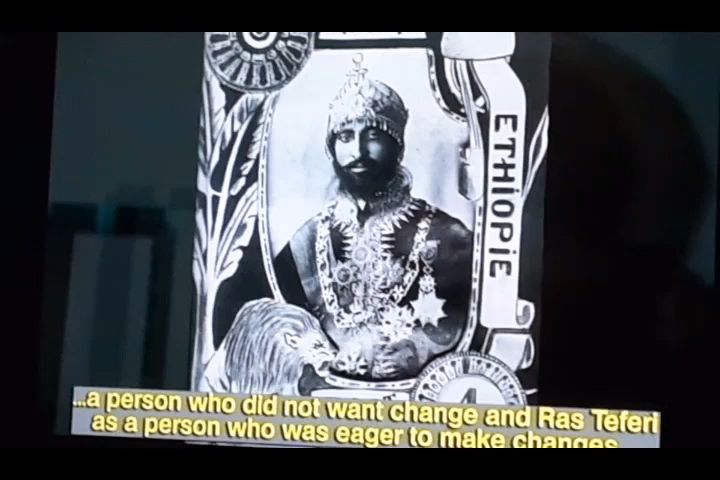 ETHIOPIE
...a person who did not want change and Ras Teferi
as a person who was eager to make changes